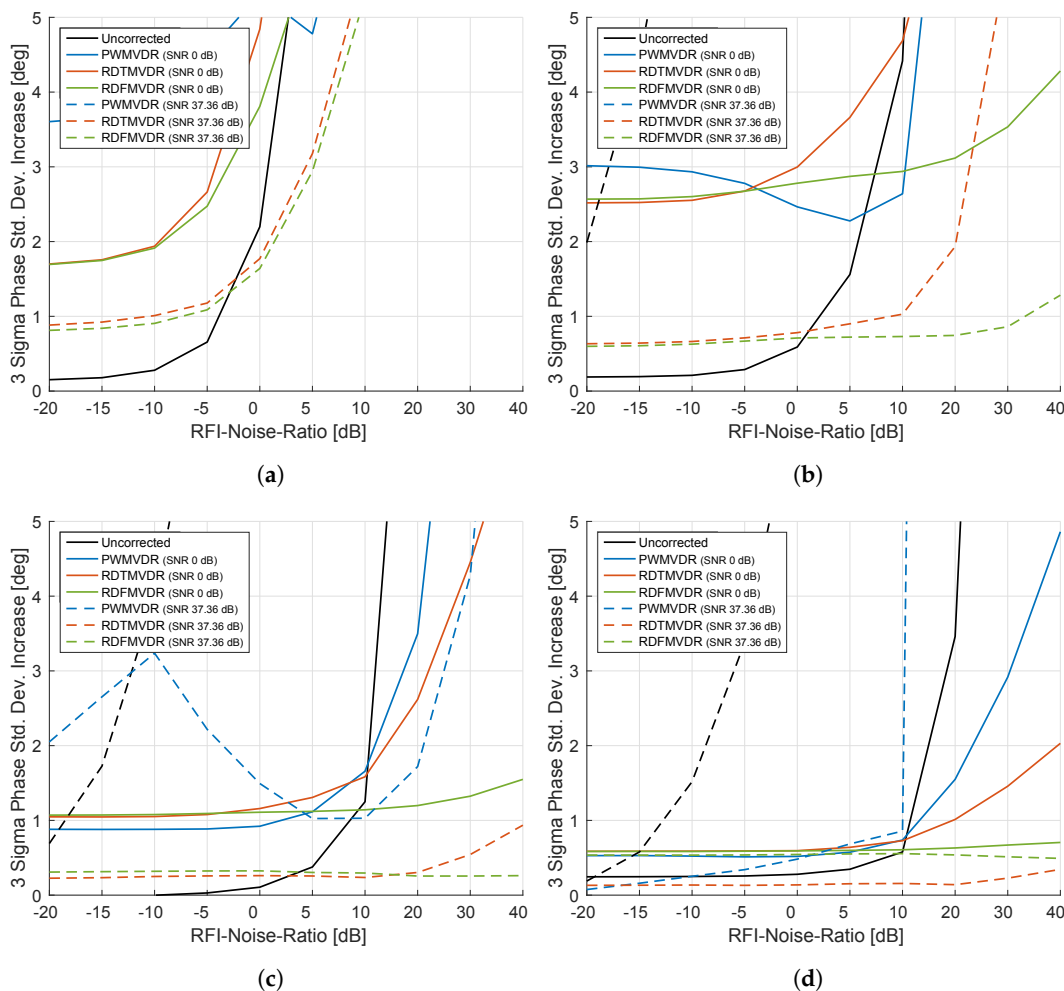 3 Sigma Phase Std. Dev. Increase [deg]
5
4
3
2
1
0
Uncorrected
PWMVDR (SNR 0 dB)
RDTMVDR (SNR 0 dB)
RDFMVDR (SNR 0 dB)
PWMVDR (SNR 37.36 dB)
RDTMVDR (SNR 37.36 dB)
RDFMVDR (SNR 37.36 dB)
-20 -15 -10 -5 0 5 10 20 30 40
RFI-Noise-Ratio [dB]
(a)
3 Sigma Phase Std. Dev. Increase [deg]
5
4
3
2
1
0
Uncorrected
PWMVDR (SNR 0 dB)
RDTMVDR (SNR 0 dB)
RDFMVDR (SNR 0 dB)
PWMVDR (SNR 37.36 dB)
RDTMVDR (SNR 37.36 dB)
RDFMVDR (SNR 37.36 dB)
-20 -15 -10 -5 0 5 10 20 30 40
RFI-Noise-Ratio [dB]
(b)
3 Sigma Phase Std. Dev. Increase [deg]
5
4
3
2
1
0
Uncorrected
PWMVDR (SNR 0 dB)
RDTMVDR (SNR 0 dB)
RDFMVDR (SNR 0 dB)
PWMVDR (SNR 37.36 dB)
RDTMVDR (SNR 37.36 dB)
RDFMVDR (SNR 37.36 dB)
-20 -15 -10 -5 0 5 10 20 30 40
RFI-Noise-Ratio [dB]
(c)
3 Sigma Phase Std. Dev. Increase [deg]
5
4
3
2
1
0
Uncorrected
PWMVDR (SNR 0 dB)
RDTMVDR (SNR 0 dB)
RDFMVDR (SNR 0 dB)
PWMVDR (SNR 37.36 dB)
RDTMVDR (SNR 37.36 dB)
RDFMVDR (SNR 37.36 dB)
-20 -15 -10 -5 0 5 10 20 30 40
RFI-Noise-Ratio [dB]
(d)